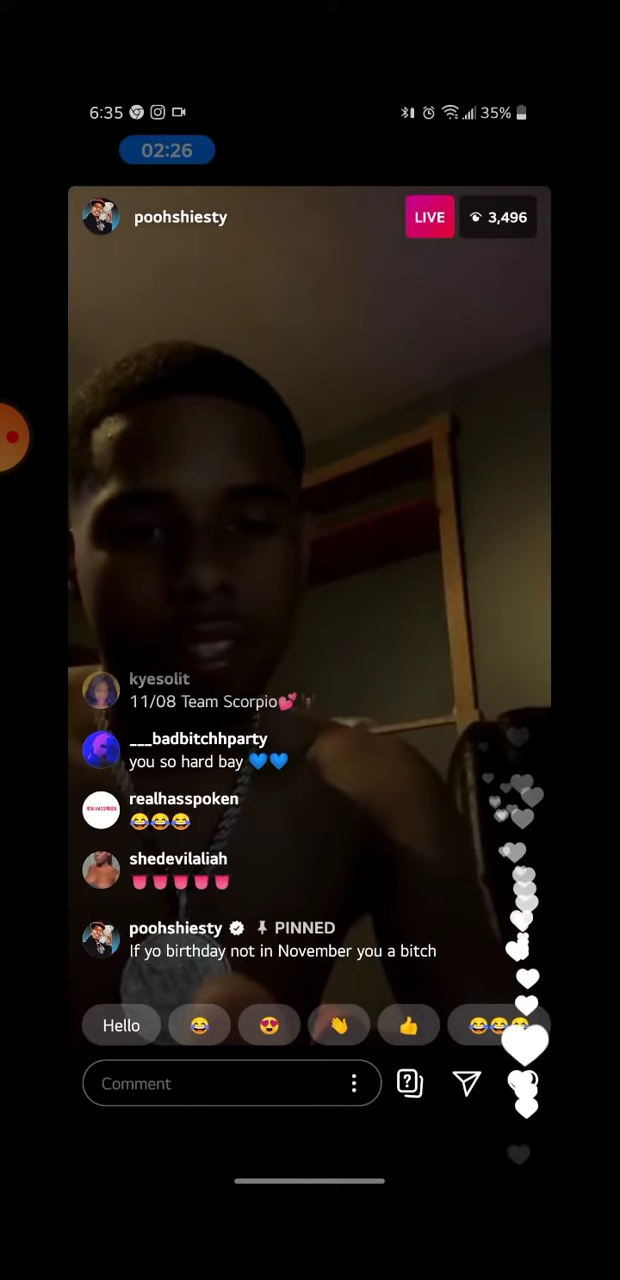 6:35
35%
02:26
poohshiesty
LIVE
3,496
kyesolit
11/08 Team Scorpio💕
___badbitchhparty
you so hard bay 💙💙
realhasspoken
😂😂😂
shedevilaliah
👅👅👅👅👅
poohshiesty PINNED
If yo birthday not in November you a bitch
Hello 😂 😍 👋 👍 😂😂😂
Comment